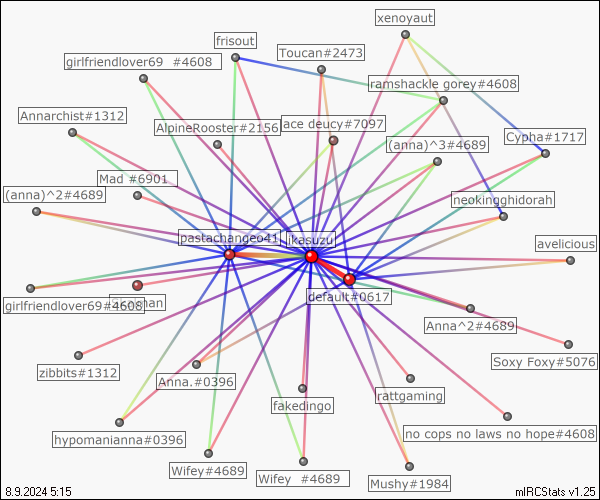 xenoyaut
frisout
Toucan#2473
girlfriendlover69 #4608
ramshackle gorey#4608
Annarchist#1312
AlpineRooster#2156
ace deucy#7097
Cypha#1717
(anna)^3#4689
Mad #6901
(anna)^2#4689
neokingghidorah
pastachangeo41
jkasuzu
avelicious
default#0617
girlfriendlover69#4608
Anna^2#4689
Soxy Foxy#5076
zibbits#1312
Anna.#0396
rattgaming
fakedingo
no cops no laws no hope#4608
hypomanianna#0396
Wifey#4689
Wifey #4689
Mushy#1984
8.9.2024 5:15
mIRCStats v1.25